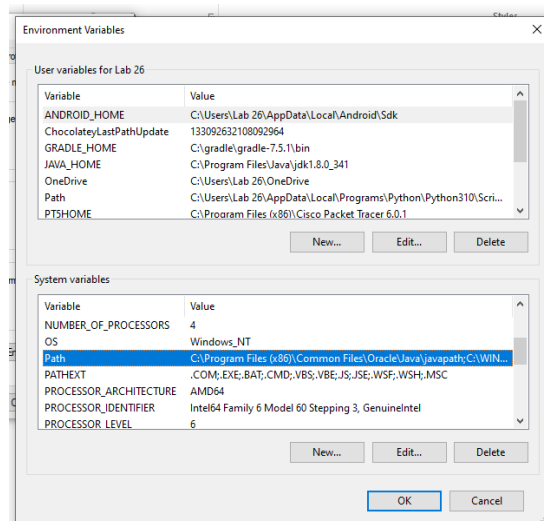 Styles
Environment Variables
User variables for Lab 26
Variable Value
ANDROID_HOME C:\Users\Lab 26\AppData\Local\Android\Sdk
ChocolateyLastPathUpdate 133092632108092964
GRADLE_HOME C:\gradle\gradle-7.5.1\bin
JAVA_HOME C:\Program Files\Java\jdk1.8.0_341
OneDrive C:\Users\Lab 26\OneDrive
Path C:\Users\Lab 26\AppData\Local\Programs\Python\Python310\Scri...
PT5HOME C:\Program Files (x86)\Cisco Packet Tracer 6.0.1
New... Edit... Delete
System variables
Variable Value
NUMBER_OF_PROCESSORS 4
OS Windows_NT
Path C:\Program Files (x86)\Common Files\Oracle\Java\javapath;C:\WIN...
PATHEXT .COM;.EXE;.BAT;.CMD;.VBS;.VBE;.JS;.JSE;.WSF;.WSH;.MSC
PROCESSOR_ARCHITECTURE AMD64
PROCESSOR_IDENTIFIER Intel64 Family 6 Model 60 Stepping 3, GenuineIntel
PROCESSOR_LEVEL 6
New... Edit... Delete
OK Cancel